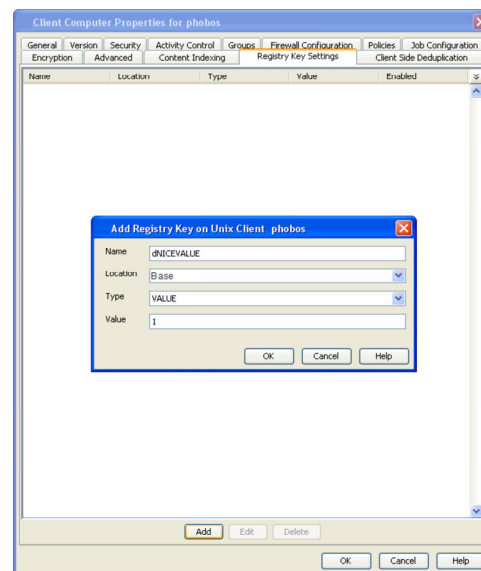 Client Computer Properties for phobos
General Version Security Activity Control Groups Firewall Configuration Policies Job Configuration
Encryption Advanced Content Indexing Registry Key Settings Client Side Deduplication
Name Location Type Value Enabled
Add Registry Key on Unix Client phobos
Name dNICEVALUE
Location Base
Type VALUE
Value 1
OK Cancel Help
Add Edit Delete
OK Cancel Help